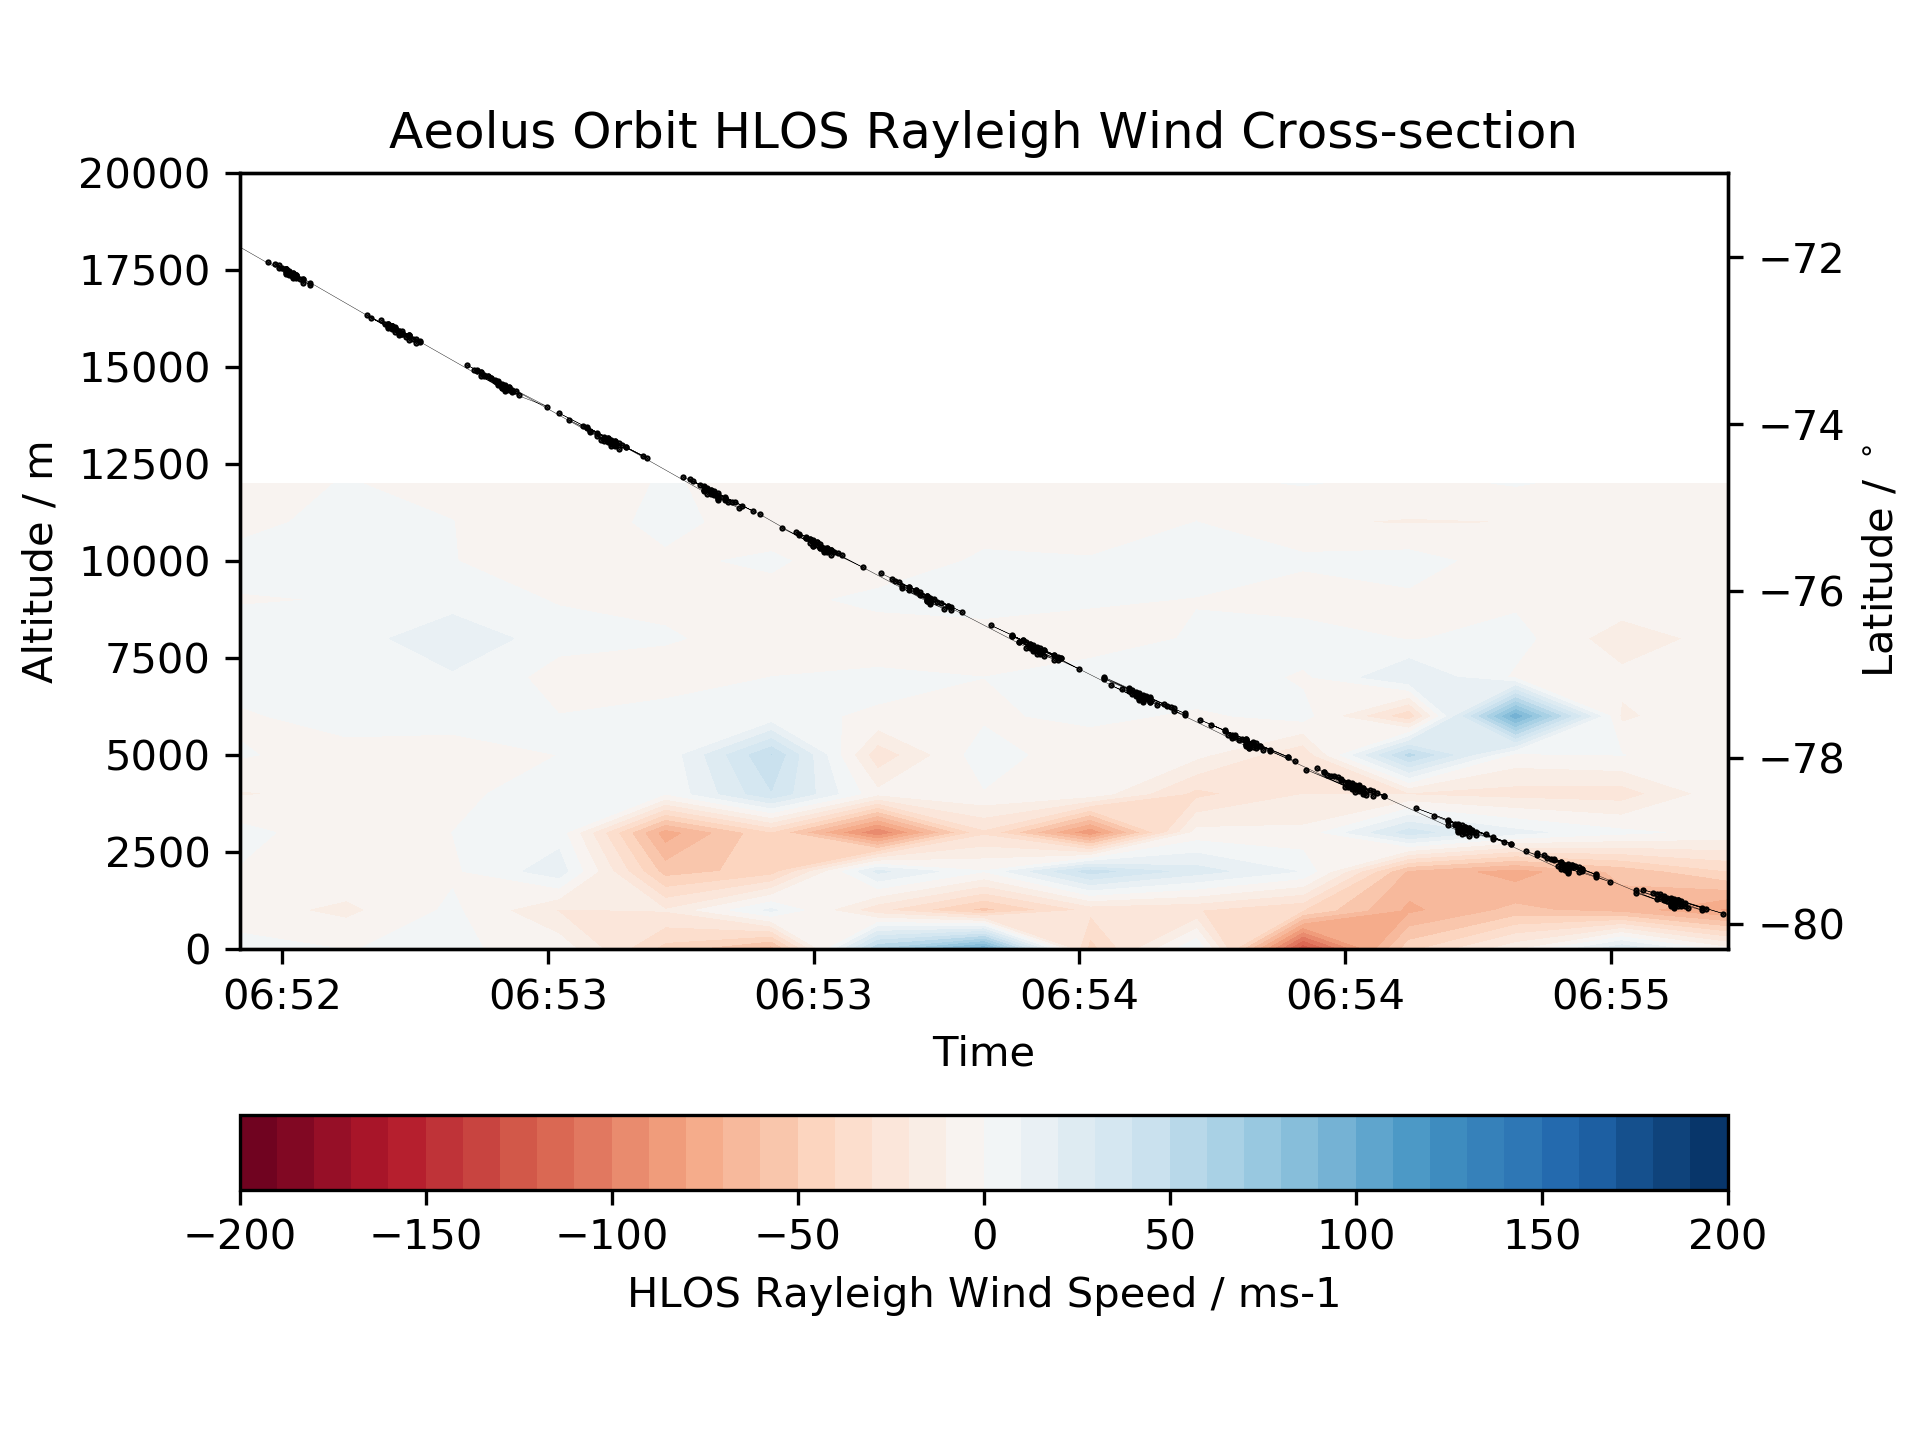 Aeolus Orbit HLOS Rayleigh Wind Cross-section
20000
17500
15000
12500
10000
7500
5000
2500
0
Altitude / m
−72
−74
−76
−78
−80
Latitude / °
06:52 06:53 06:53 06:54 06:54 06:55
Time
−200 −150 −100 −50 0 50 100 150 200
HLOS Rayleigh Wind Speed / ms-1